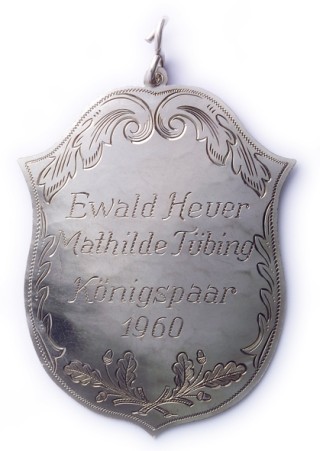 Ewald Hever
Mathilde Tübing
Königspaar
1960